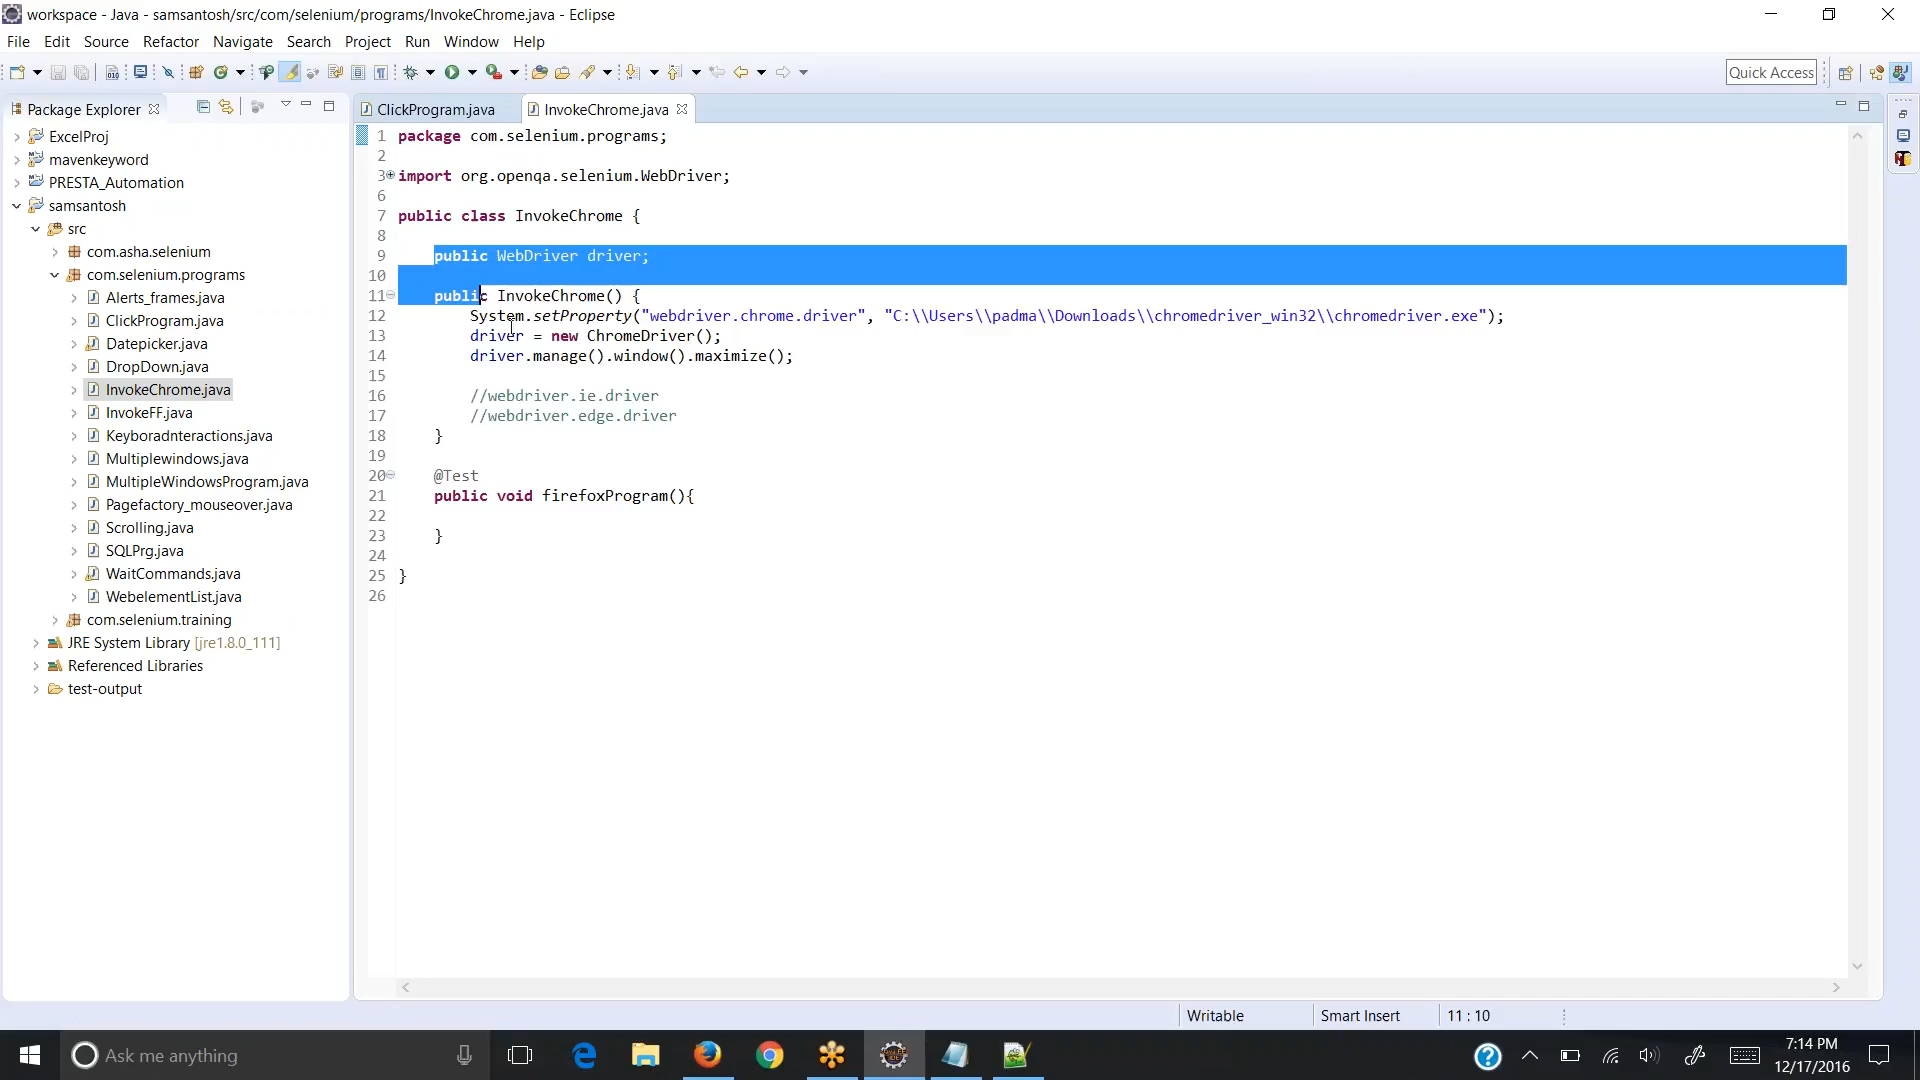 workspace - Java - samsantosh/src/com/selenium/programs/InvokeChrome.java - Eclipse
File Edit Source Refactor Navigate Search Project Run Window Help
Quick Access
Package Explorer
ClickProgram.java InvokeChrome.java
ExcelProj
mavenkeyword
PRESTA_Automation
samsantosh
src
com.asha.selenium
com.selenium.programs
Alerts_frames.java
ClickProgram.java
Datepicker.java
DropDown.java
InvokeChrome.java
InvokeFF.java
KeyboradnteractionS.java
Multiplewindows.java
MultipleWindowsProgram.java
Pagefactory_mouseover.java
Scrolling.java
SQLPrg.java
WaitCommands.java
WebelementList.java
com.selenium.training
JRE System Library [jre1.8.0_111]
Referenced Libraries
test-output
1 package com.selenium.programs;
2
3 import org.openqa.selenium.WebDriver;
6
7 public class InvokeChrome {
8
9 public WebDriver driver;
10
11 public InvokeChrome() {
12 System.setProperty("webdriver.chrome.driver", "C:\\Users\\padma\\Downloads\\chromedriver_win32\\chromedriver.exe");
13 driver = new ChromeDriver();
14 driver.manage().window().maximize();
15
16 //webdriver.ie.driver
17 //webdriver.edge.driver
18 }
19
20 @Test
21 public void firefoxProgram(){
22
23 }
24
25 }
26
Writable Smart Insert 11 : 10
Ask me anything
7:14 PM
12/17/2016